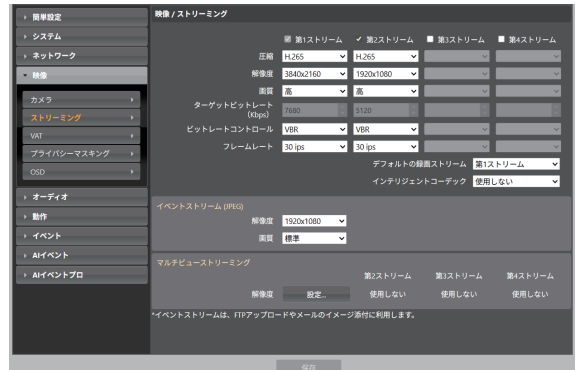 簡単設定
システム
ネットワーク
映像
カメラ
ストリーミング
VAT
プライバシーマスキング
OSD
オーディオ
動作
イベント
AIイベント
AIイベントプロ
映像 / ストリーミング
第1ストリーム 第2ストリーム 第3ストリーム 第4ストリーム
圧縮 H.265 H.265
解像度 3840x2160 1920x1080
画質 高 高
ターゲットビットレート
(Kbps) 7680 5120
ビットレートコントロール VBR VBR
フレームレート 30 ips 30 ips
デフォルトの録画ストリーム 第1ストリーム
インテリジェントコーデック 使用しない
イベントストリーム (JPEG)
解像度 1920x1080
画質 標準
マルチビューストリーミング
第2ストリーム 第3ストリーム 第4ストリーム
解像度 設定... 使用しない 使用しない 使用しない
*イベントストリームは、FTPアップロードやメールのイメージ添付に利用します。
保存